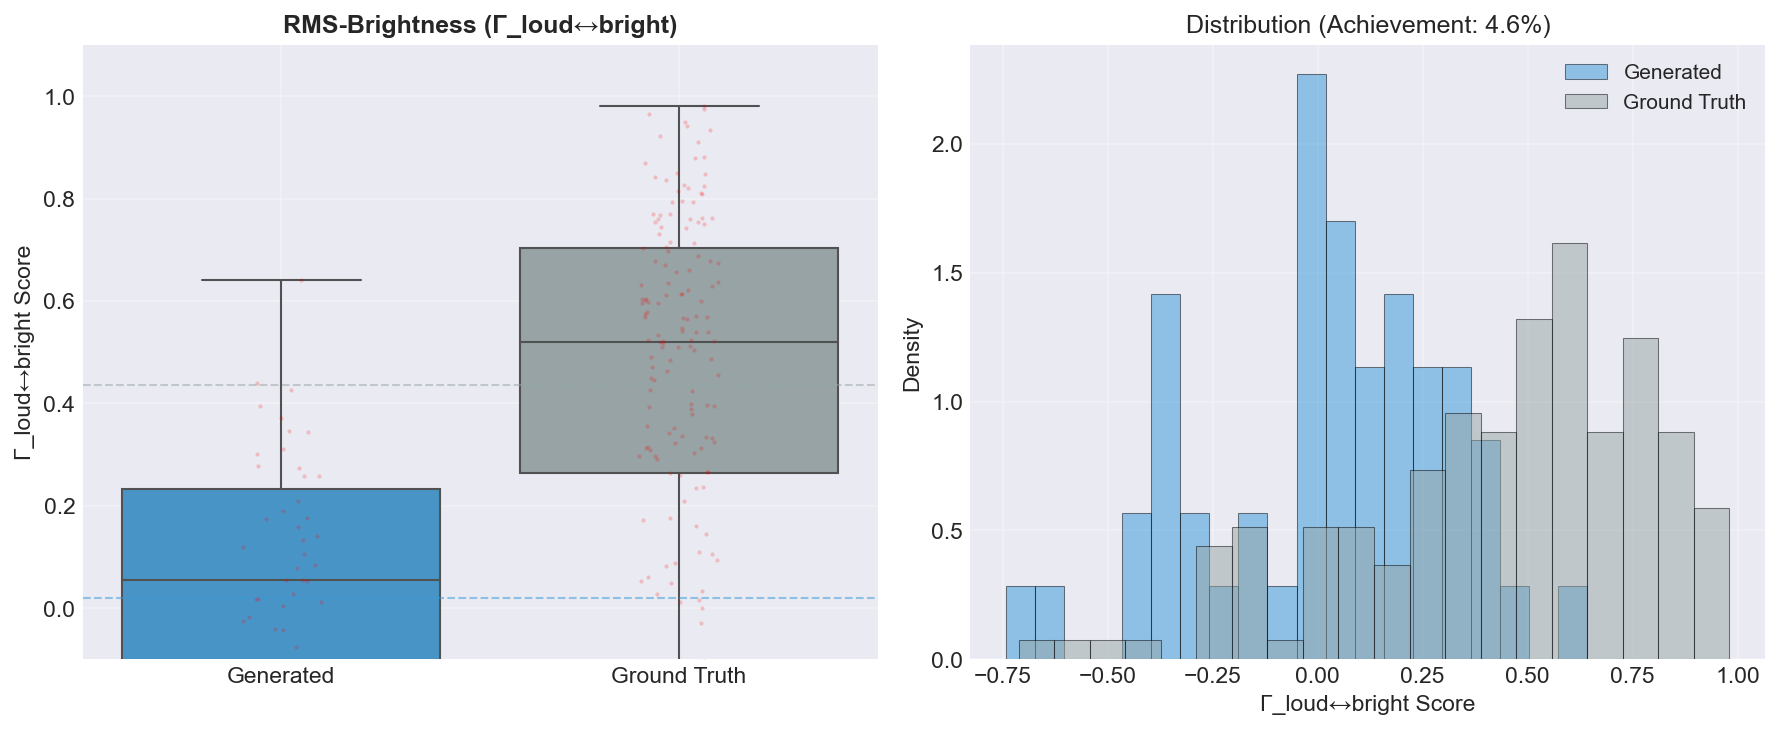 RMS-Brightness (Γ_loud↔bright)
Γ_loud↔bright Score
1.0
0.8
0.6
0.4
0.2
0.0
Generated
Ground Truth
Distribution (Achievement: 4.6%)
Generated
Ground Truth
Density
2.0
1.5
1.0
0.5
0.0
−0.75
−0.50
−0.25
0.00
0.25
0.50
0.75
1.00
Γ_loud↔bright Score